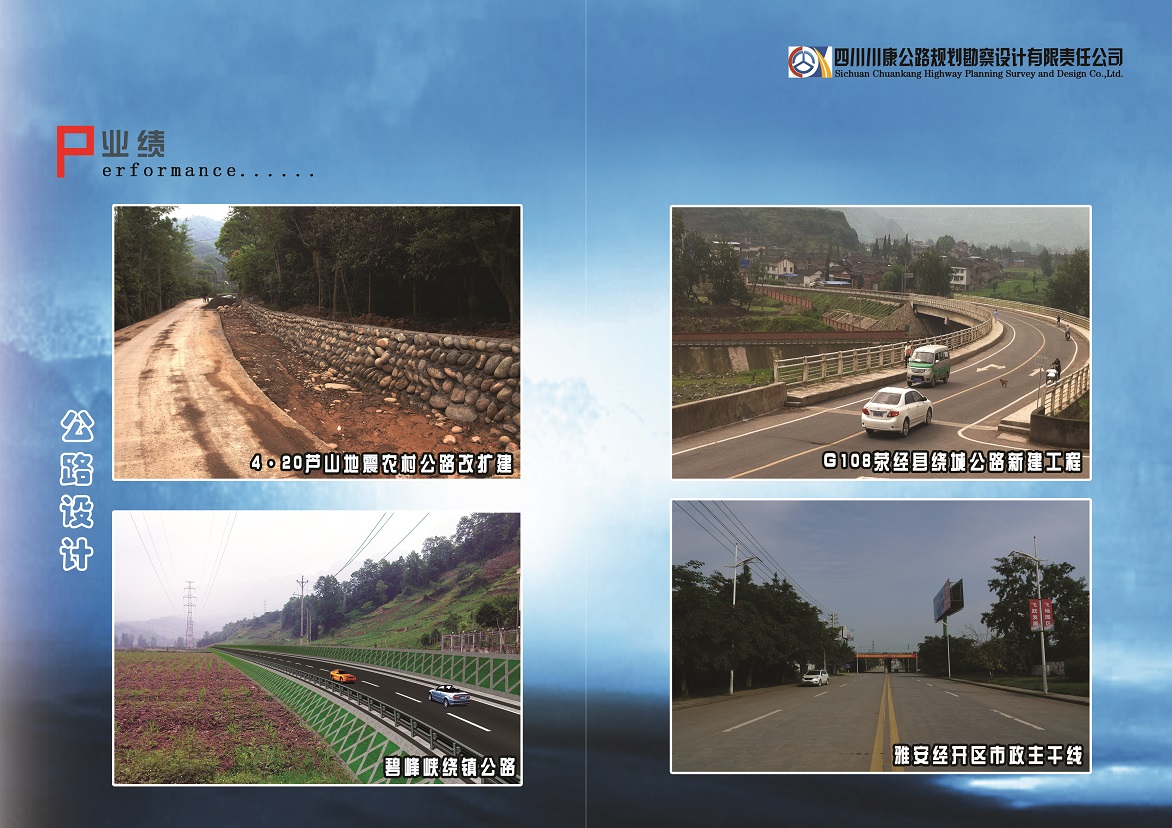 四川川康公路规划勘察设计有限责任公司
Sichuan Chuankang Highway Planning Survey and Design Co.,Ltd.
业绩
Performance......
公路设计
4·20芦山地震农村公路改扩建
G108荥经县绕城公路新建工程
碧峰峡绕镇公路
雅安经开区市政主干线